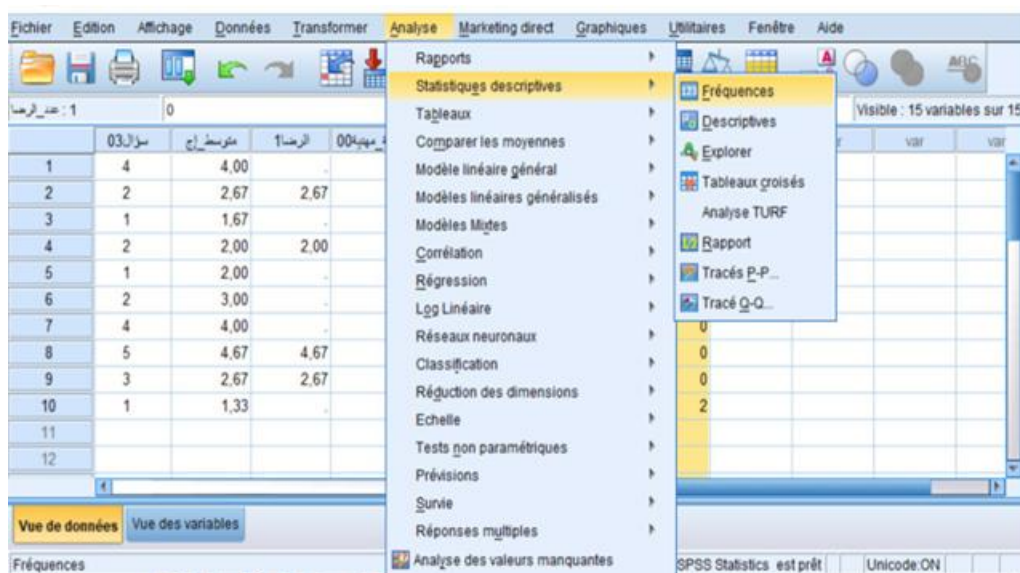 Fichier Edition Affichage Données Transformer Analyse Marketing direct Graphiques Utilitaires Fenêtre Aide
1 : عدد_الرضا 0 Visible : 15 variables sur 15
سؤال03 متوسط_إج الرضا1 var var
1 4 4,00 .
2 2 2,67 2,67
3 1 1,67 .
4 2 2,00 2,00
5 1 2,00 .
6 2 3,00 .
7 4 4,00 . 0
8 5 4,67 4,67 0
9 3 2,67 2,67 0
10 1 1,33 . 2
11
12
Rapports
Statistiques descriptives
Tableaux
Comparer les moyennes
Modèle linéaire général
Modèles linéaires généralisés
Modèles Mixtes
Corrélation
Régression
Log Linéaire
Réseaux neuronaux
Classification
Réduction des dimensions
Echelle
Tests non paramétriques
Prévisions
Survie
Réponses multiples
Analyse des valeurs manquantes
Fréquences
Descriptives
Explorer
Tableaux croisés
Analyse TURF
Rapport
Tracés P-P...
Tracé Q-Q...
Vue de données Vue des variables
Fréquences SPSS Statistics est prêt Unicode:ON